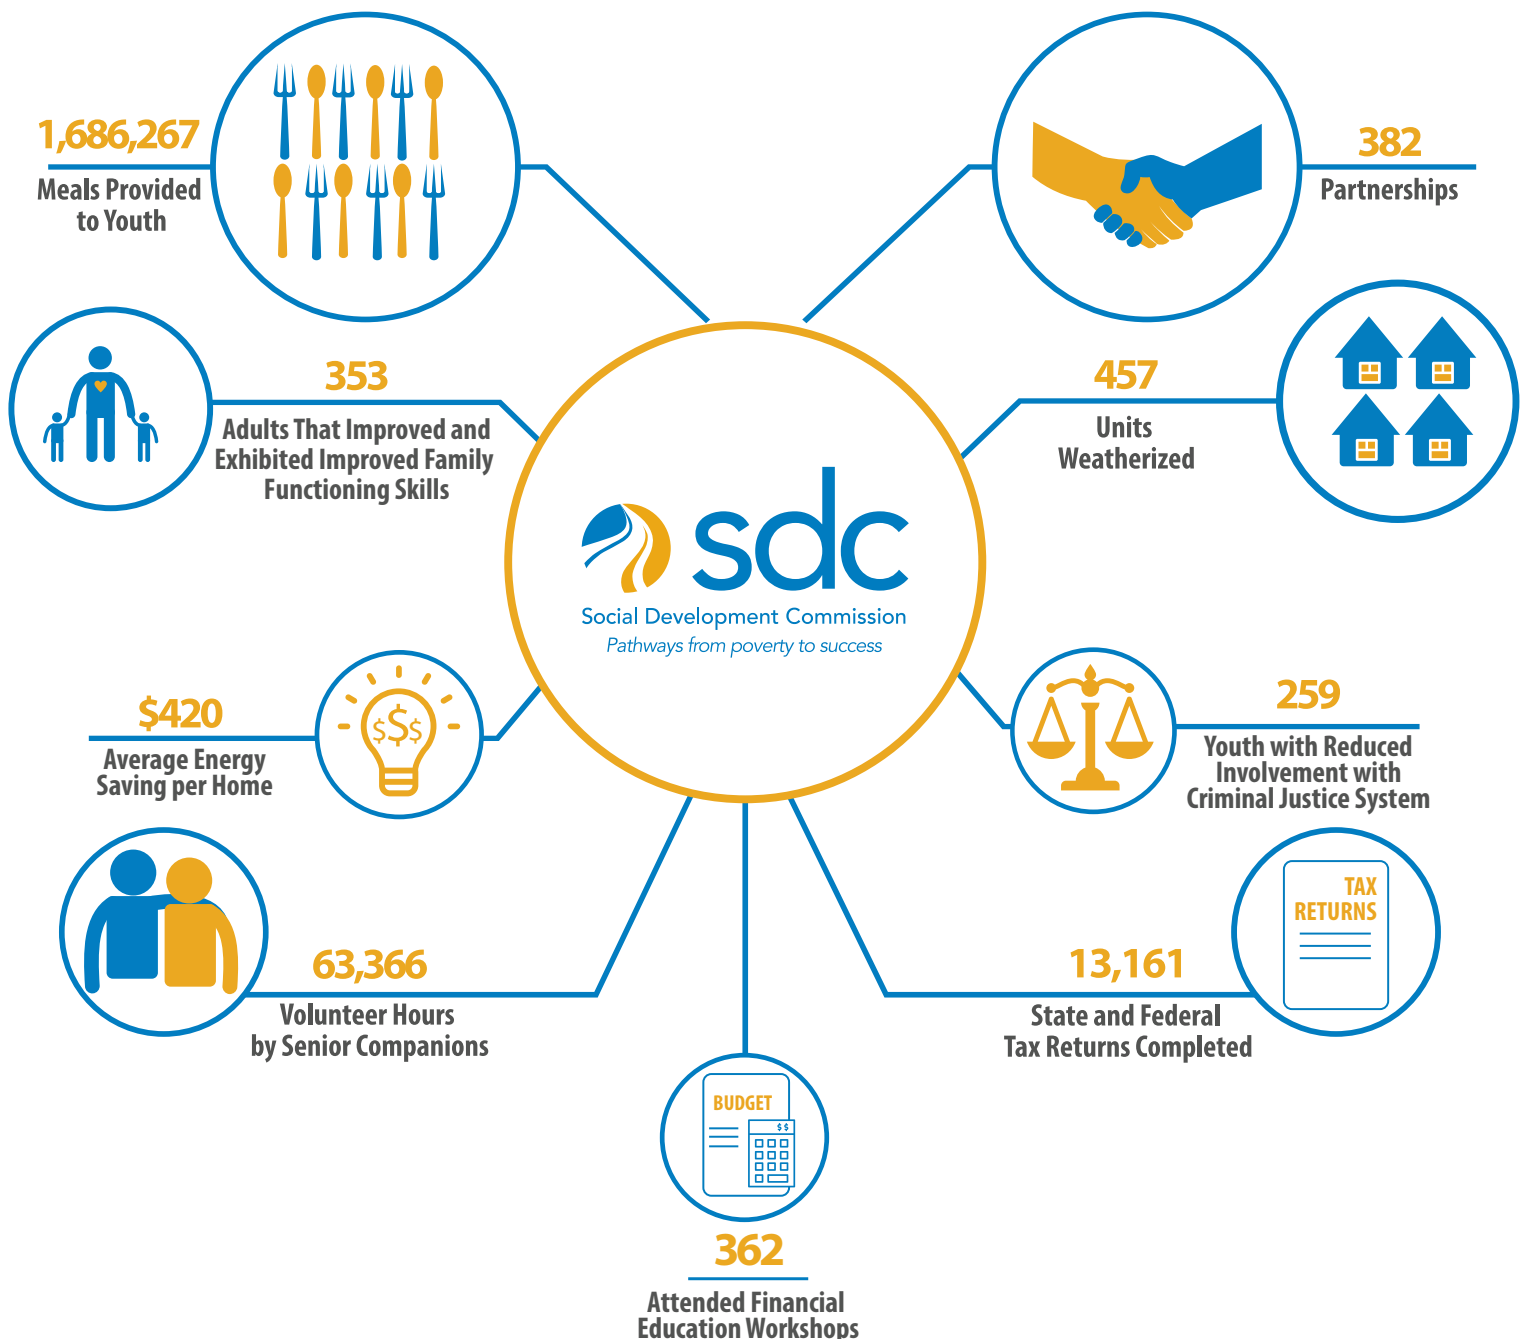 1,686,267
Meals Provided
to Youth
382
Partnerships
353
Adults That Improved and
Exhibited Improved Family
Functioning Skills
457
Units
Weatherized
sdc
Social Development Commission
Pathways from poverty to success
$420
Average Energy
Saving per Home
$$$
259
Youth with Reduced
Involvement with
Criminal Justice System
63,366
Volunteer Hours
by Senior Companions
TAX
RETURNS
13,161
State and Federal
Tax Returns Completed
BUDGET
$$
362
Attended Financial
Education Workshops